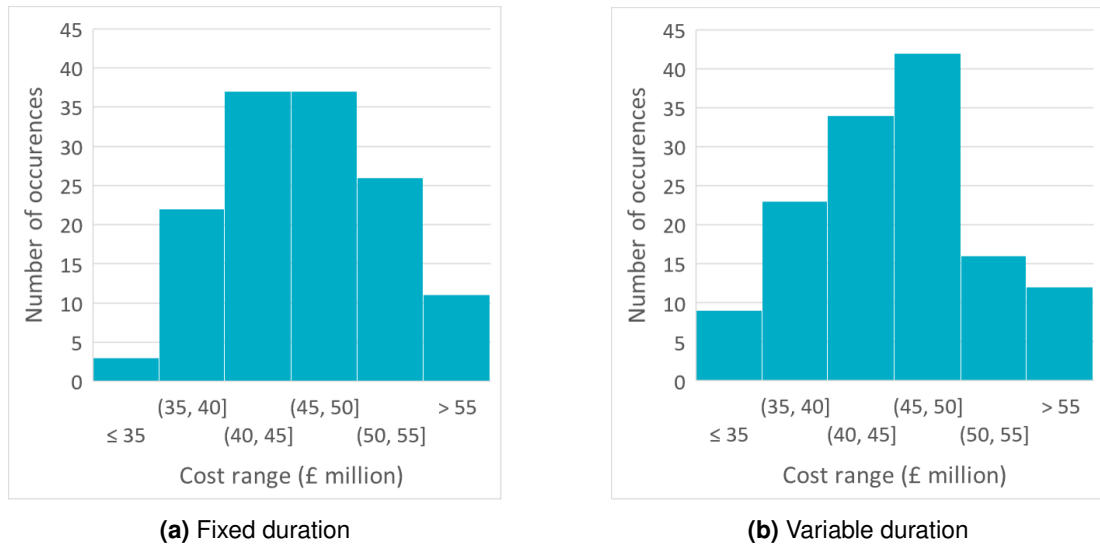 45
40
35
30
25
20
15
10
5
0
Number of occurences
(35, 40] (45, 50] > 55
≤ 35 (40, 45] (50, 55]
Cost range (£ million)
(a) Fixed duration
45
40
35
30
25
20
15
10
5
0
Number of occurences
(35, 40] (45, 50] > 55
≤ 35 (40, 45] (50, 55]
Cost range (£ million)
(b) Variable duration